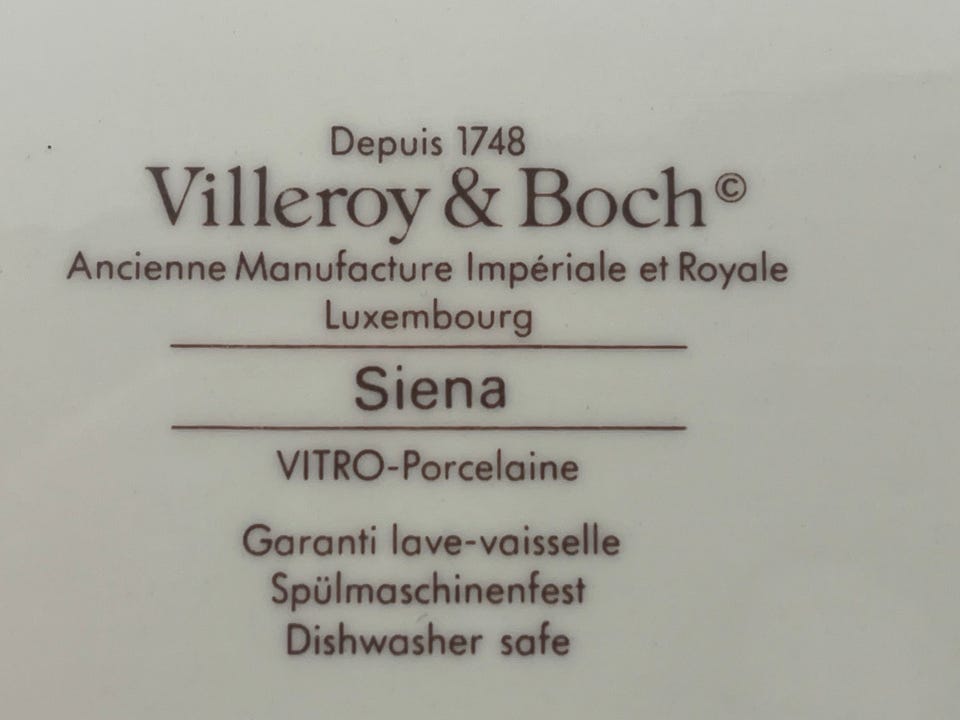 Depuis 1748
Villeroy & Boch©
Ancienne Manufacture Impériale et Royale
Luxembourg
Siena
VITRO-Porcelaine
Garanti lave-vaisselle
Spülmaschinenfest
Dishwasher safe